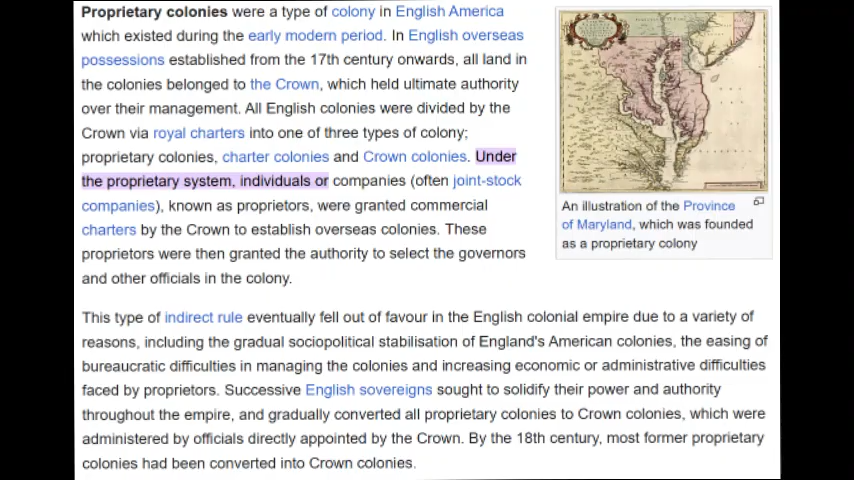 Proprietary colonies were a type of colony in English America
which existed during the early modern period. In English overseas
possessions established from the 17th century onwards, all land in
the colonies belonged to the Crown, which held ultimate authority
over their management. All English colonies were divided by the
Crown via royal charters into one of three types of colony;
proprietary colonies, charter colonies and Crown colonies. Under
the proprietary system, individuals or companies (often joint-stock
companies), known as proprietors, were granted commercial
charters by the Crown to establish overseas colonies. These
proprietors were then granted the authority to select the governors
and other officials in the colony.
An illustration of the Province
of Maryland, which was founded
as a proprietary colony
This type of indirect rule eventually fell out of favour in the English colonial empire due to a variety of
reasons, including the gradual sociopolitical stabilisation of England's American colonies, the easing of
bureaucratic difficulties in managing the colonies and increasing economic or administrative difficulties
faced by proprietors. Successive English sovereigns sought to solidify their power and authority
throughout the empire, and gradually converted all proprietary colonies to Crown colonies, which were
administered by officials directly appointed by the Crown. By the 18th century, most former proprietary
colonies had been converted into Crown colonies.